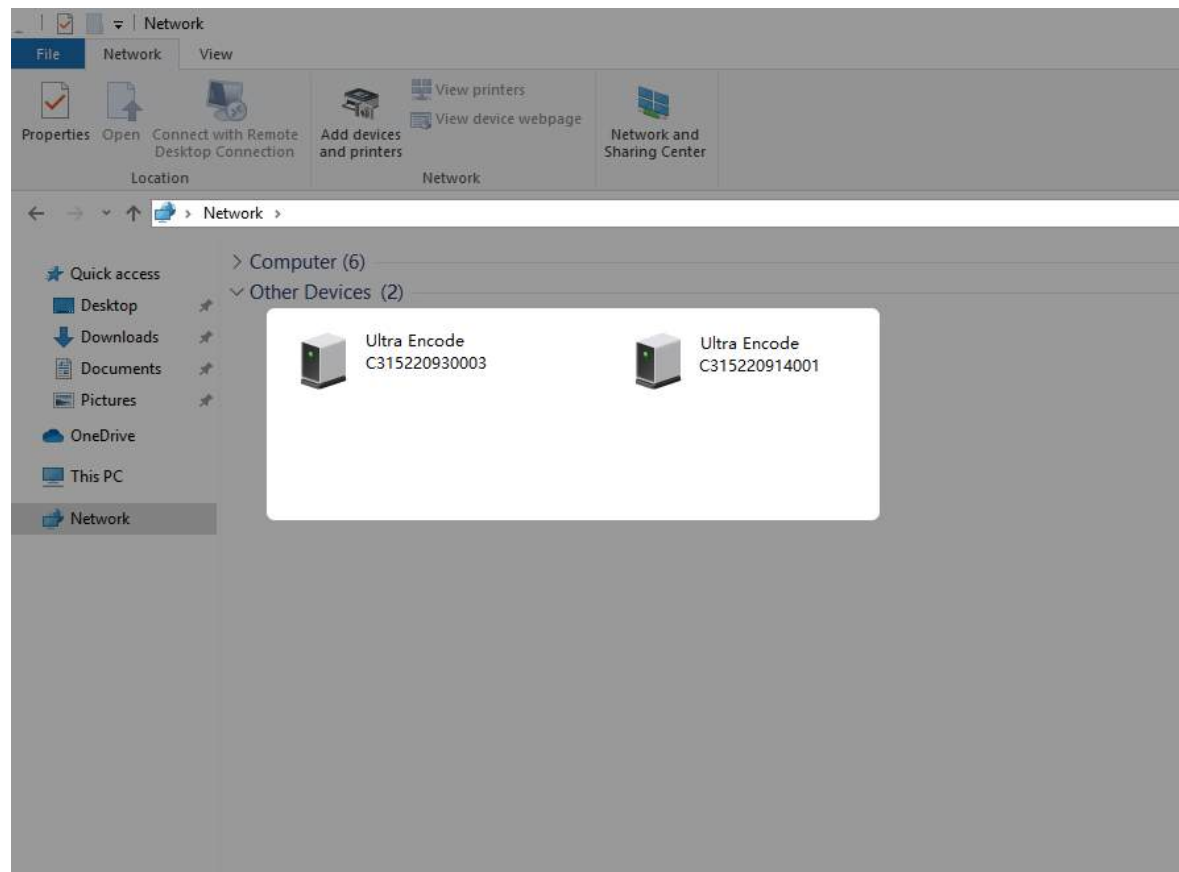 Network
File Network View
Properties Open Connect with Remote
Desktop Connection
Add devices
and printers
View printers
View device webpage
Network and
Sharing Center
Location
Network
Network
Quick access
Desktop
Downloads
Documents
Pictures
OneDrive
This PC
Network
Computer (6)
Other Devices (2)
Ultra Encode
C315220930003
Ultra Encode
C315220914001